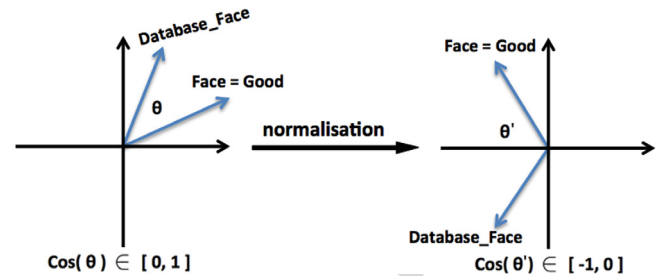 Database_Face
Face = Good
θ
Cos( θ ) ∈ [ 0, 1 ]
normalisation
Face = Good
θ'
Database_Face
Cos( θ') ∈ [ -1, 0 ]